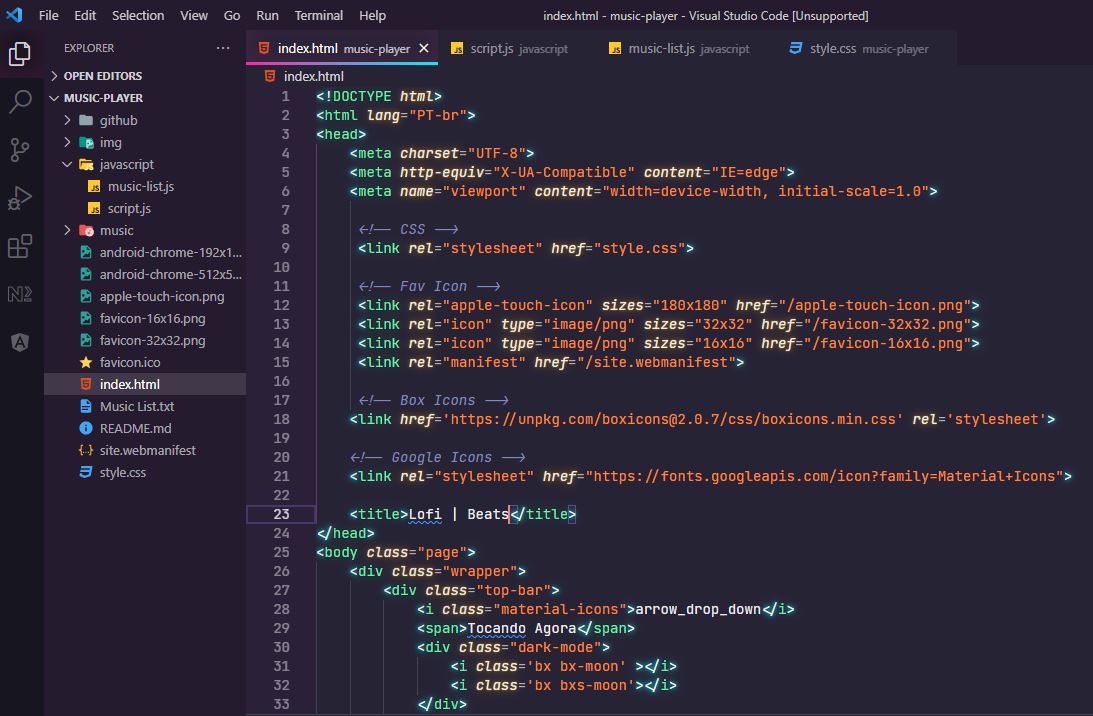 File Edit Selection View Go Run Terminal Help index.html - music-player - Visual Studio Code [Unsupported]
EXPLORER ...
index.html music-player × script.js javascript music-list.js javascript style.css music-player
OPEN EDITORS
MUSIC-PLAYER
github
img
javascript
music-list.js
script.js
music
android-chrome-192x1...
android-chrome-512x5...
apple-touch-icon.png
favicon-16x16.png
favicon-32x32.png
favicon.ico
index.html
Music List.txt
README.md
site.webmanifest
style.css
index.html
1 <!DOCTYPE html>
2 <html lang="PT-br">
3 <head>
4 <meta charset="UTF-8">
5 <meta http-equiv="X-UA-Compatible" content="IE=edge">
6 <meta name="viewport" content="width=device-width, initial-scale=1.0">
7
8 <!-- CSS -->
9 <link rel="stylesheet" href="style.css">
10
11 <!-- Fav Icon -->
12 <link rel="apple-touch-icon" sizes="180x180" href="/apple-touch-icon.png">
13 <link rel="icon" type="image/png" sizes="32x32" href="/favicon-32x32.png">
14 <link rel="icon" type="image/png" sizes="16x16" href="/favicon-16x16.png">
15 <link rel="manifest" href="/site.webmanifest">
16
17 <!-- Box Icons -->
18 <link href='https://unpkg.com/boxicons@2.0.7/css/boxicons.min.css' rel='stylesheet'>
19
20 <!-- Google Icons -->
21 <link rel="stylesheet" href="https://fonts.googleapis.com/icon?family=Material+Icons">
22
23 <title>Lofi | Beats</title>
24 </head>
25 <body class="page">
26 <div class="wrapper">
27 <div class="top-bar">
28 <i class="material-icons">arrow_drop_down</i>
29 <span>Tocando Agora</span>
30 <div class="dark-mode">
31 <i class='bx bx-moon' ></i>
32 <i class='bx bxs-moon'></i>
33 </div>